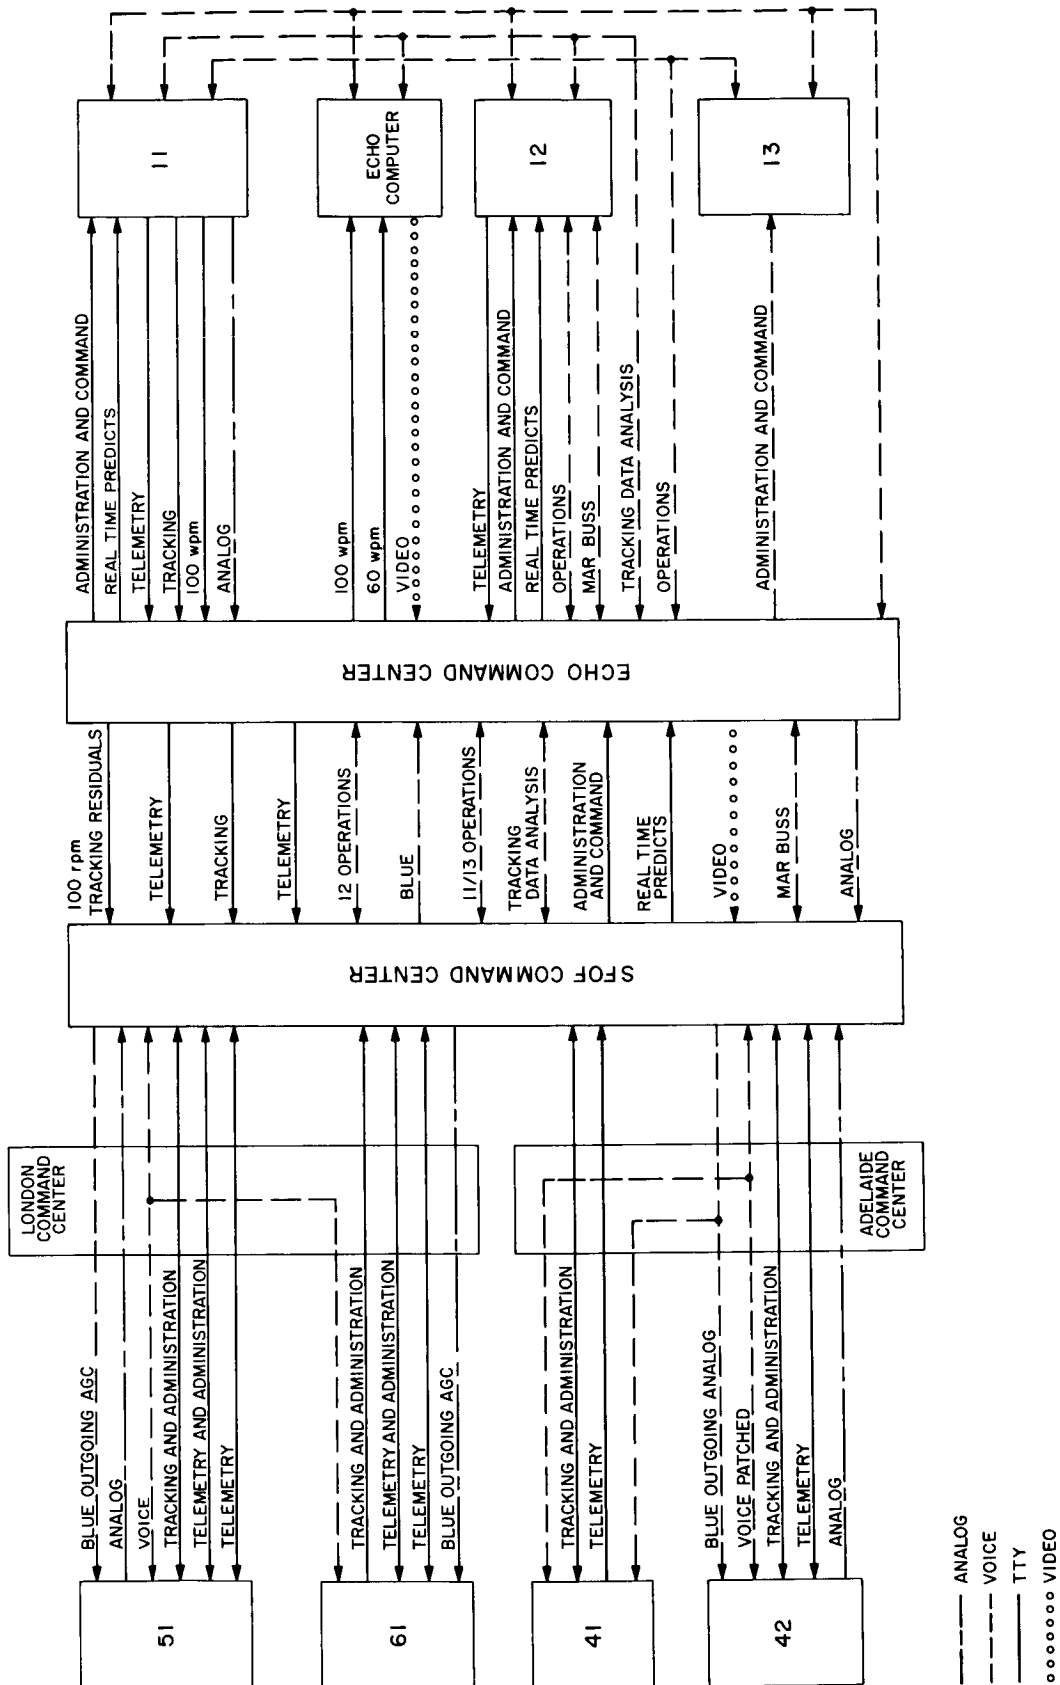 11
ECHO
COMPUTER
12
13
ADMINISTRATION AND COMMAND
REAL TIME PREDICTS
TELEMETRY
TRACKING
100 wpm
ANALOG
100 wpm
60 wpm
VIDEO
TELEMETRY
ADMINISTRATION AND COMMAND
REAL TIME PREDICTS
OPERATIONS
MAR BUSS
TRACKING DATA ANALYSIS
OPERATIONS
ADMINISTRATION AND COMMAND
ECHO COMMAND CENTER
100 rpm
TRACKING RESIDUALS
TELEMETRY
TRACKING
TELEMETRY
12 OPERATIONS
BLUE
11/13 OPERATIONS
TRACKING
DATA ANALYSIS
ADMINISTRATION
AND COMMAND
REAL TIME
PREDICTS
VIDEO
MAR BUSS
ANALOG
SFOF COMMAND CENTER
LONDON
COMMAND
CENTER
ADELAIDE
COMMAND
CENTER
BLUE OUTGOING AGC
ANALOG
VOICE
TRACKING AND ADMINISTRATION
TELEMETRY AND ADMINISTRATION
TELEMETRY
TRACKING AND ADMINISTRATION
TELEMETRY AND ADMINISTRATION
TELEMETRY
BLUE OUTGOING AGC
TRACKING AND ADMINISTRATION
TELEMETRY
BLUE OUTGOING ANALOG
VOICE PATCHED
TRACKING AND ADMINISTRATION
TELEMETRY
ANALOG
51
61
41
42
ANALOG
VOICE
TTY
VIDEO